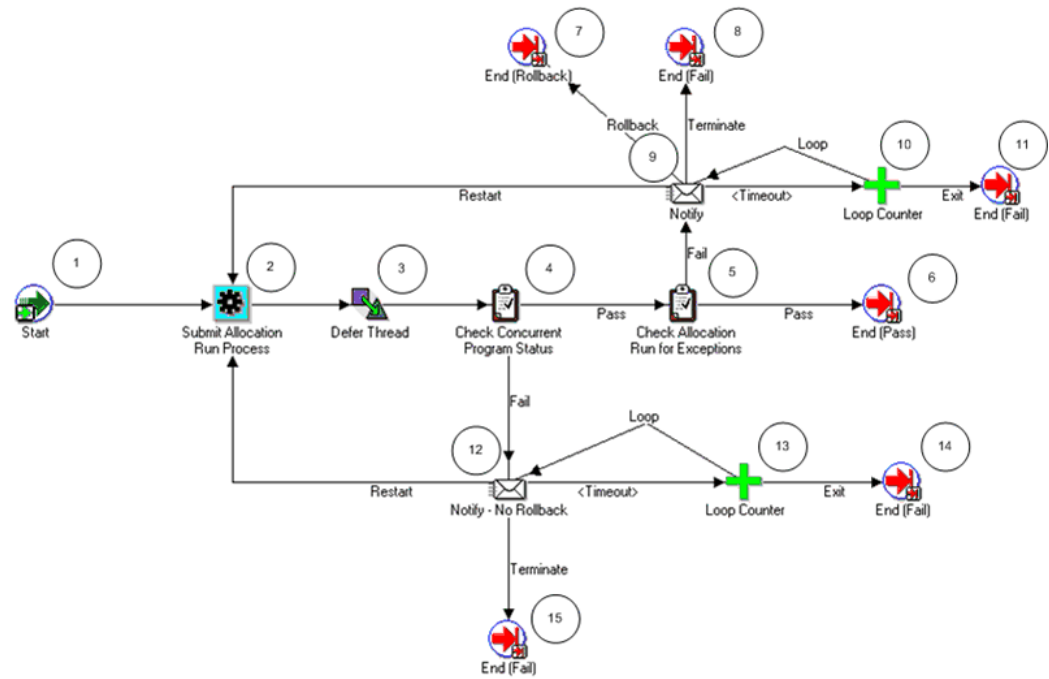 7
8
End (Rollback)
End (Fail)
Rollback
Terminate
9
Loop
10
11
Restart
<Timeout>
Exit
Notify
Loop Counter
End (Fail)
1
2
3
4
Fail
5
6
Pass
Pass
Start
Submit Allocation
Run Process
Defer Thread
Check Concurrent
Program Status
Check Allocation
Run for Exceptions
End (Pass)
Fail
Loop
12
13
14
Restart
<Timeout>
Exit
Notify - No Rollback
Loop Counter
End (Fail)
Terminate
15
End (Fail)